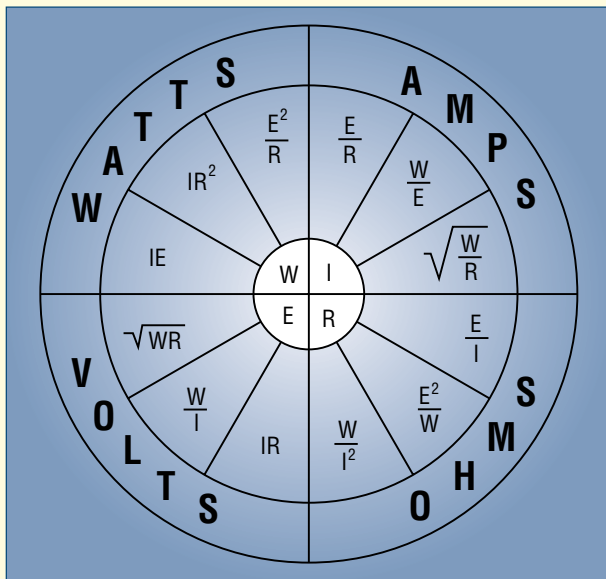 WATTS
AMPS
E²/R
E/R
IR²
W/E
IE
√(W/R)
W
I
E
R
√WR
E/I
W/I
E²/W
IR
W/I²
VOLTS
OHMS